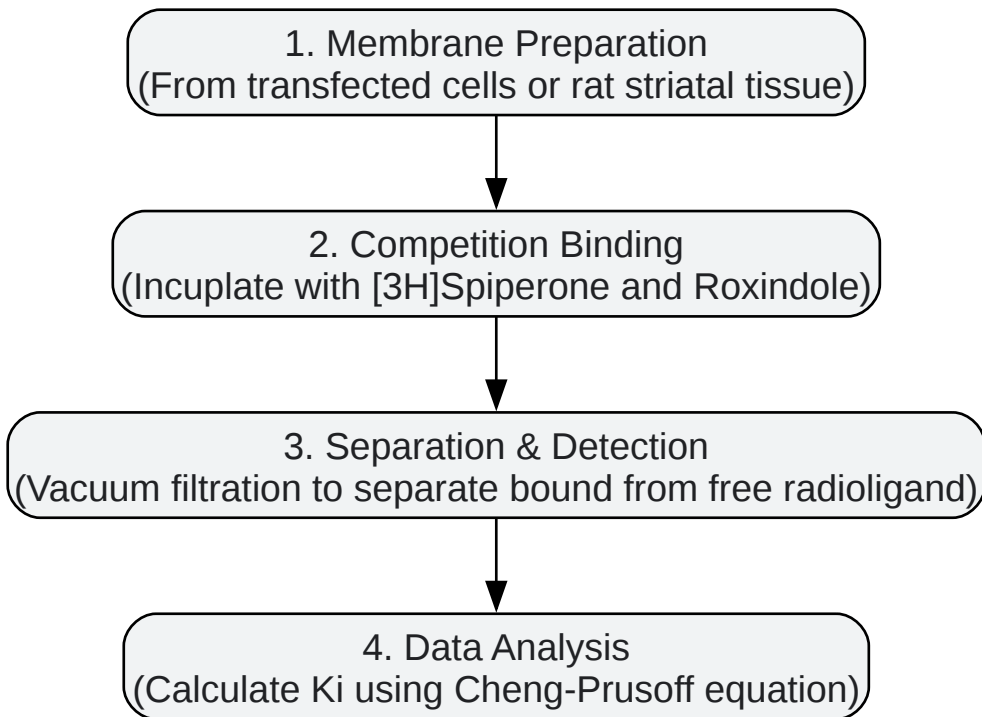 1. Membrane Preparation
(From transfected cells or rat striatal tissue)
2. Competition Binding
(Incuplate with [3H]Spiperone and Roxindole)
3. Separation & Detection
(Vacuum filtration to separate bound from free radioligand)
4. Data Analysis
(Calculate Ki using Cheng-Prusoff equation)